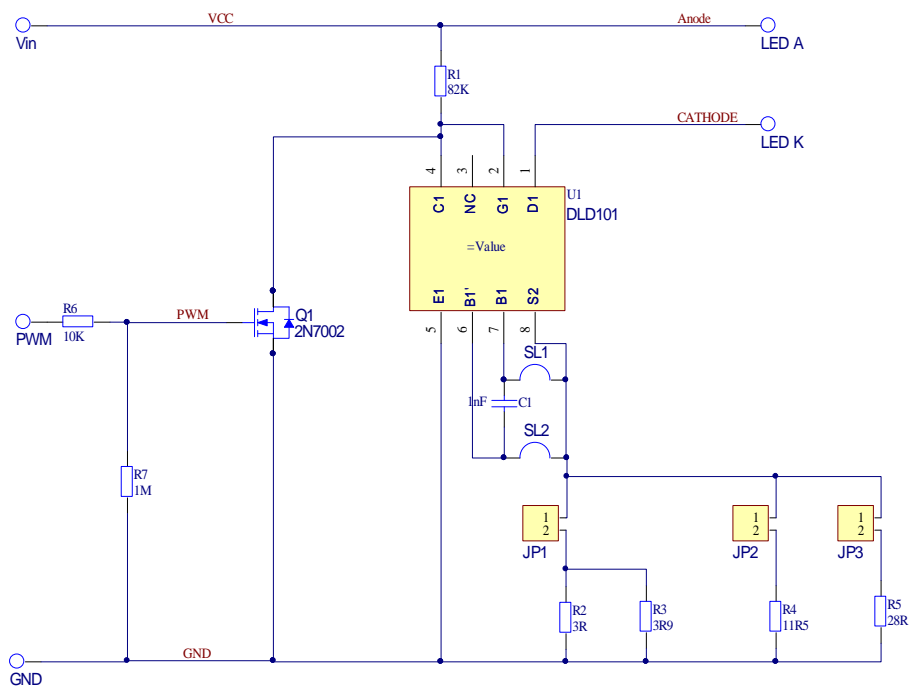 VCC
Anode
Vin
LED A
R1
82K
CATHODE
LED K
4
3
2
1
U1
DLD101
C1
NC
G1
D1
=Value
E1
B1'
B1
S2
5
6
7
8
R6
10K
PWM
PWM
Q1
2N7002
SL1
1nF
C1
SL2
R7
1M
1
2
JP1
1
2
JP2
1
2
JP3
R2
3R
R3
3R9
R4
11R5
R5
28R
GND
GND